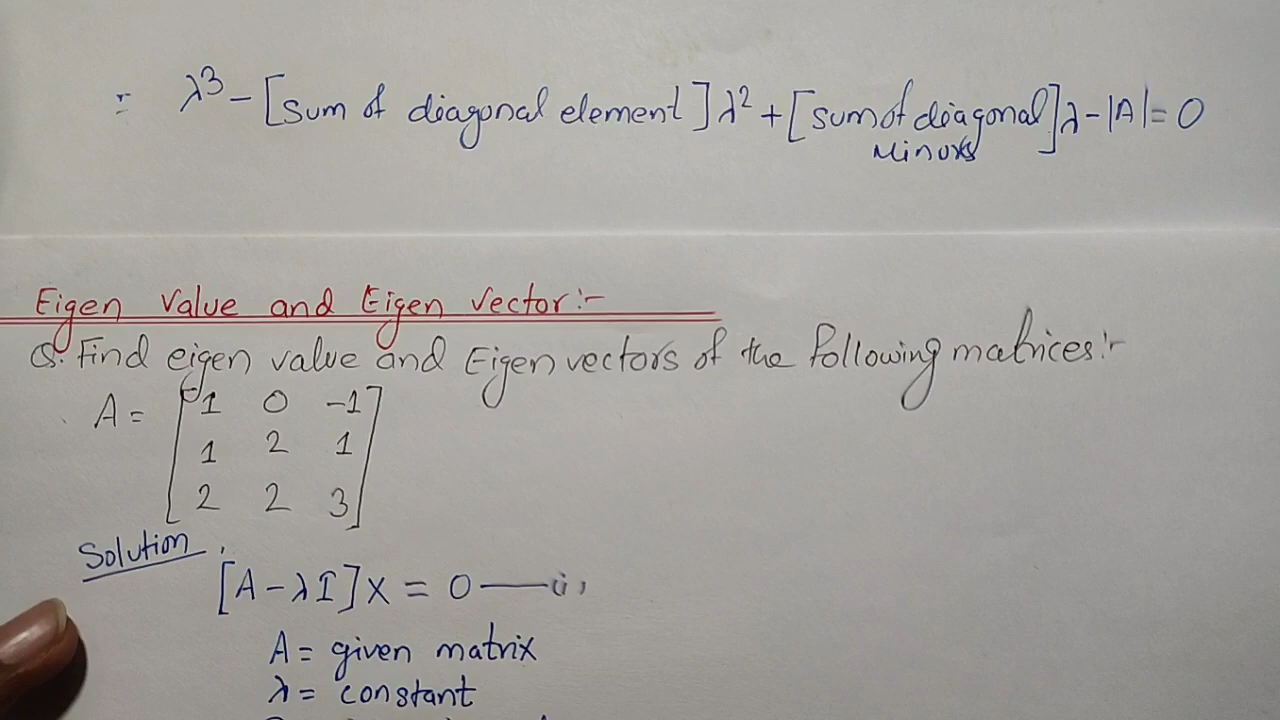 = λ³ - [sum of diagonal element] λ² + [sum of diagonal Minors] λ - |A| = 0
Eigen Value and Eigen Vector:-
Q. Find eigen value and Eigen vectors of the following matrices:-
A = [1 0 -1
1 2 1
2 2 3]
Solution,
[A - λI] X = 0 —(i)
A = given matrix
λ = constant